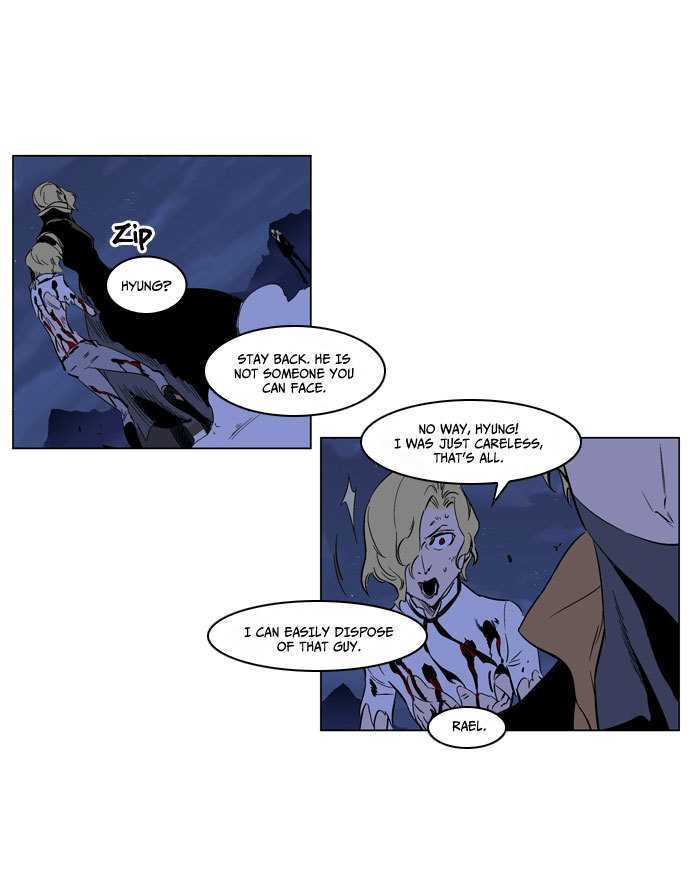 Zip
HYUNG?
STAY BACK. HE IS
NOT SOMEONE YOU
CAN FACE.
NO WAY, HYUNG!
I WAS JUST CARELESS,
THAT'S ALL.
I CAN EASILY DISPOSE
OF THAT GUY.
RAEL.